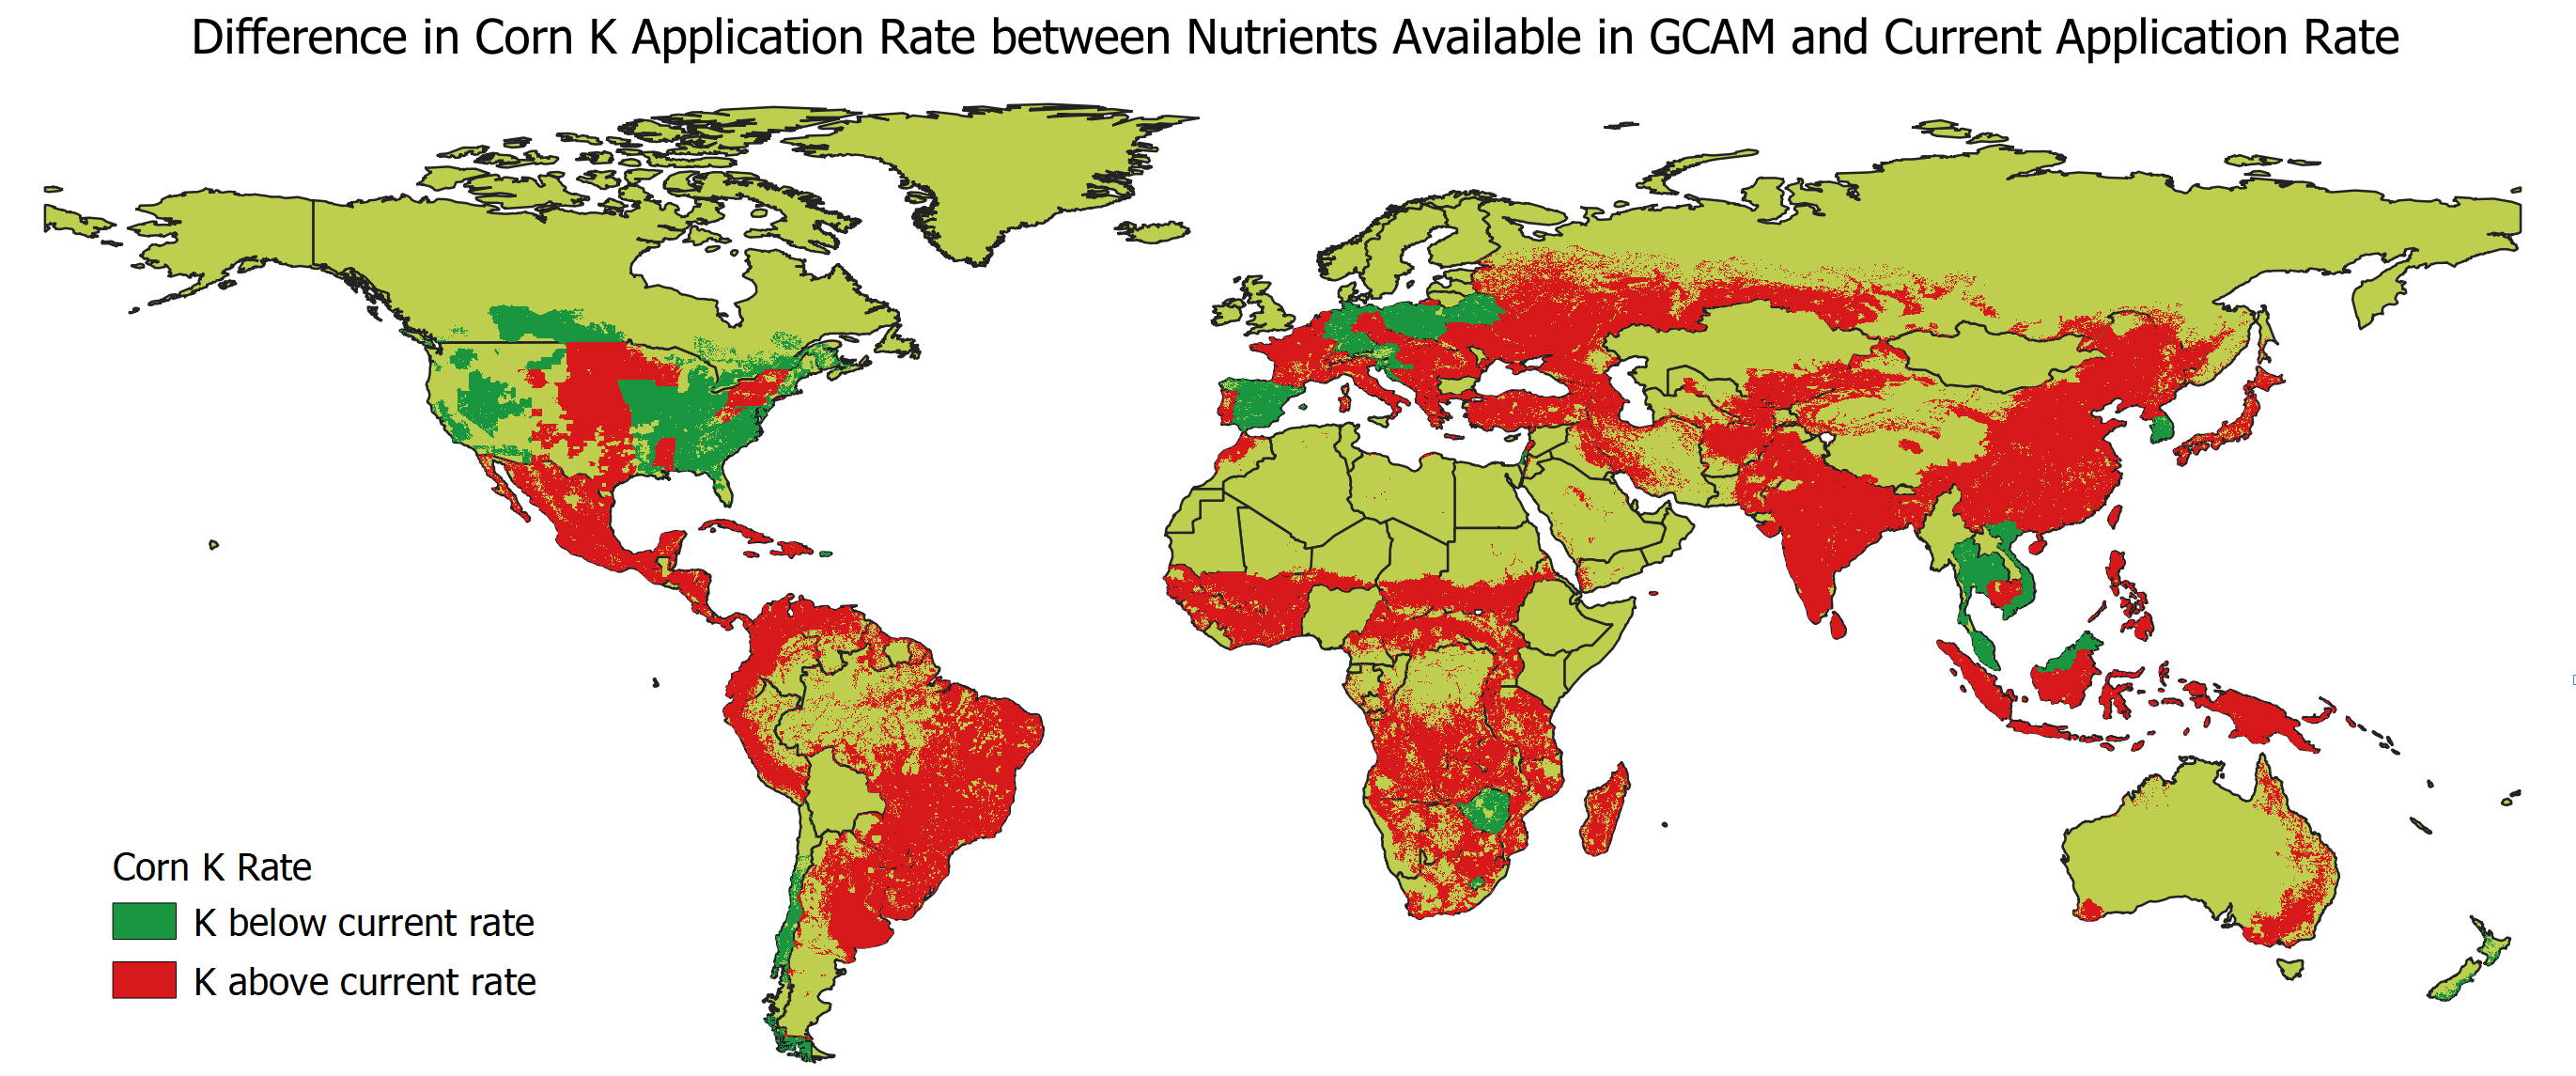 Difference in Corn K Application Rate between Nutrients Available in GCAM and Current Application Rate
Corn K Rate
K below current rate
K above current rate